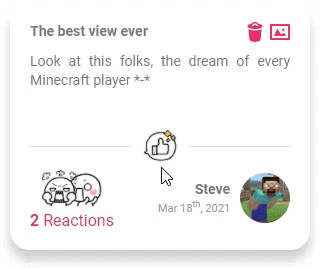 The best view ever
Look at this folks, the dream of every
Minecraft player *-*
2 Reactions
Steve
Mar 18th, 2021